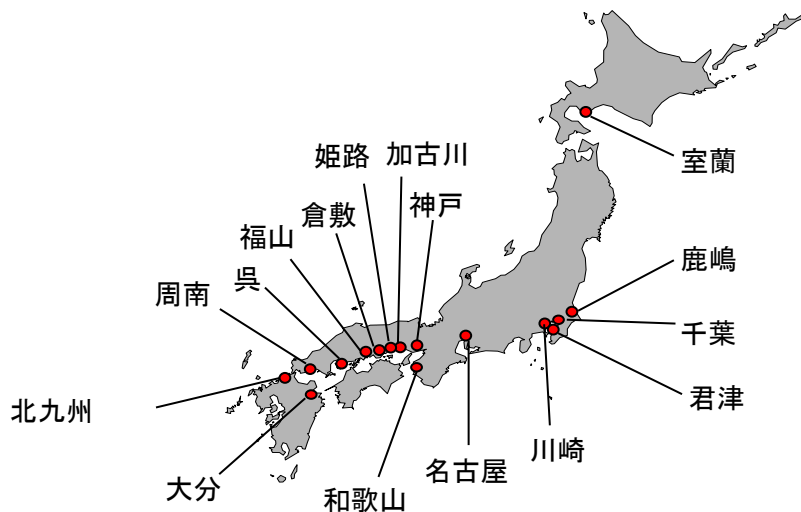 室蘭
姫路
加古川
神戸
倉敷
福山
呉
周南
鹿嶋
千葉
君津
北九州
川崎
名古屋
大分
和歌山